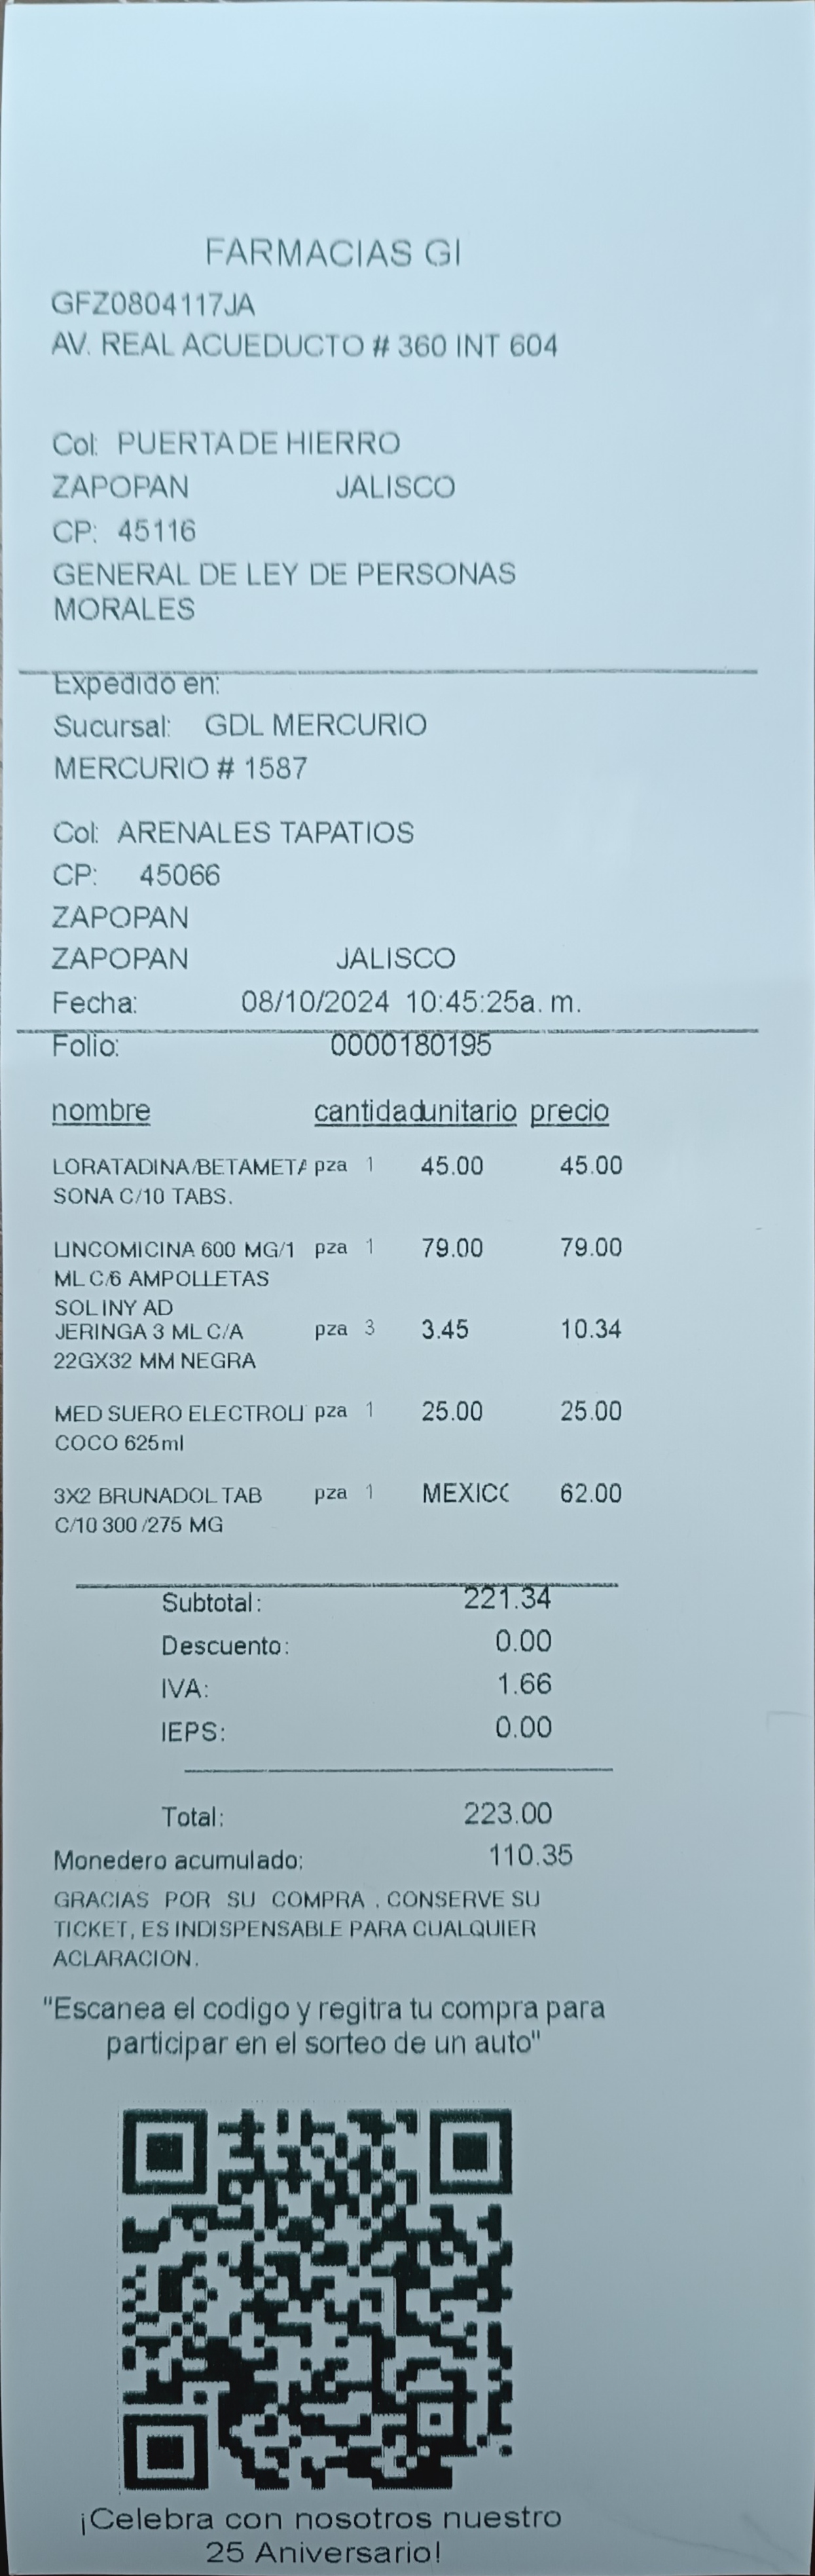 FARMACIAS GI
GFZ0804117JA
AV. REAL ACUEDUCTO # 360 INT 604
Col: PUERTA DE HIERRO
ZAPOPAN JALISCO
CP: 45116
GENERAL DE LEY DE PERSONAS
MORALES
Expedido en:
Sucursal: GDL MERCURIO
MERCURIO # 1587
Col: ARENALES TAPATIOS
CP: 45066
ZAPOPAN
ZAPOPAN JALISCO
Fecha: 08/10/2024 10:45:25a. m.
Folio: 0000180195
nombre cantidad unitario precio
LORATADINA/BETAMETA pza 1 45.00 45.00
SONA C/10 TABS.
LINCOMICINA 600 MG/1 pza 1 79.00 79.00
ML C/6 AMPOLLETAS
SOL INY AD
JERINGA 3 ML C/A pza 3 3.45 10.34
22GX32 MM NEGRA
MED SUERO ELECTROLI pza 1 25.00 25.00
COCO 625ml
3X2 BRUNADOL TAB pza 1 MEXICO 62.00
C/10 300 /275 MG
Subtotal: 221.34
Descuento: 0.00
IVA: 1.66
IEPS: 0.00
Total: 223.00
Monedero acumulado: 110.35
GRACIAS POR SU COMPRA . CONSERVE SU
TICKET, ES INDISPENSABLE PARA CUALQUIER
ACLARACION.
"Escanea el codigo y regitra tu compra para
participar en el sorteo de un auto"
¡Celebra con nosotros nuestro
25 Aniversario!